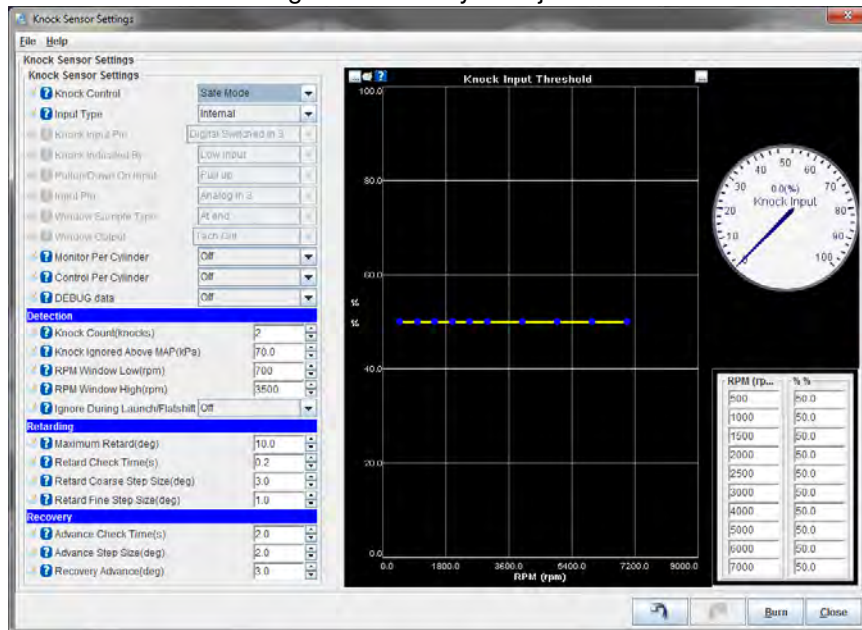 Knock Sensor Settings
File Help
Knock Sensor Settings
Knock Sensor Settings
Knock Control Safe Mode
Input Type Internal
Knock Input Pin Digital Switched In 3
Knock Indicated By Low Input
Pullup/Down On Input Pull up
Input Pin Analog in 3
Window Sample Type At end
Window Output Tach Out
Monitor Per Cylinder Off
Control Per Cylinder Off
DEBUG data Off
Detection
Knock Count(knocks) 2
Knock Ignored Above MAP(kPa) 70.0
RPM Window Low(rpm) 700
RPM Window High(rpm) 3500
Ignore During Launch/Flatshift Off
Retarding
Maximum Retard(deg) 10.0
Retard Check Time(s) 0.2
Retard Coarse Step Size(deg) 3.0
Retard Fine Step Size(deg) 1.0
Recovery
Advance Check Time(s) 2.0
Advance Step Size(deg) 2.0
Recovery Advance(deg) 3.0
... ? Knock Input Threshold ...
100.0
80.0
60.0
%
%
40.0
20.0
0.0
0.0 1800.0 3600.0 5400.0 7200.0 9000.0
RPM (rpm)
0 10 20 30 40 50 60 70 80 90 100
0.0(%)
Knock Input
RPM (rp... % %
500 50.0
1000 50.0
1500 50.0
2000 50.0
2500 50.0
3000 50.0
4000 50.0
5000 50.0
6000 50.0
7000 50.0
Burn Close